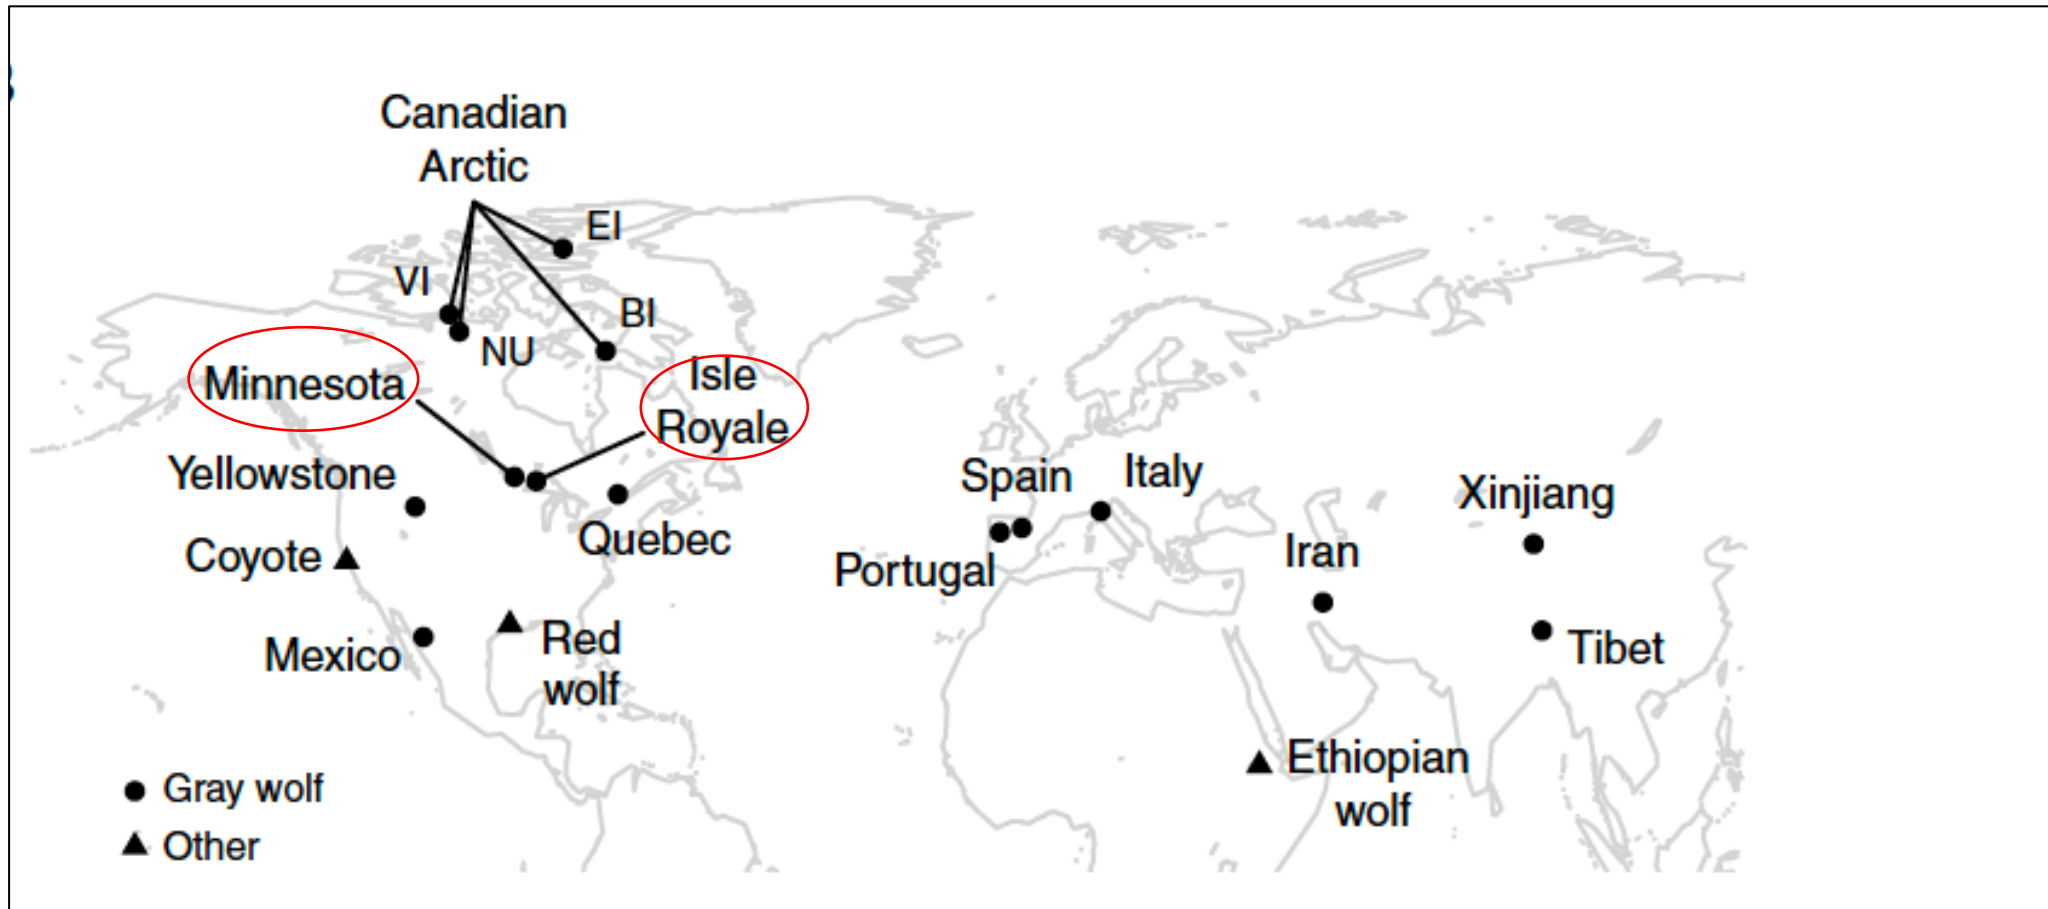 Canadian
Arctic
EI
VI
BI
NU
Minnesota
Isle
Royale
Yellowstone
Spain
Italy
Xinjiang
Coyote
Quebec
Portugal
Iran
Mexico
Red
wolf
Tibet
Ethiopian
wolf
Gray wolf
Other